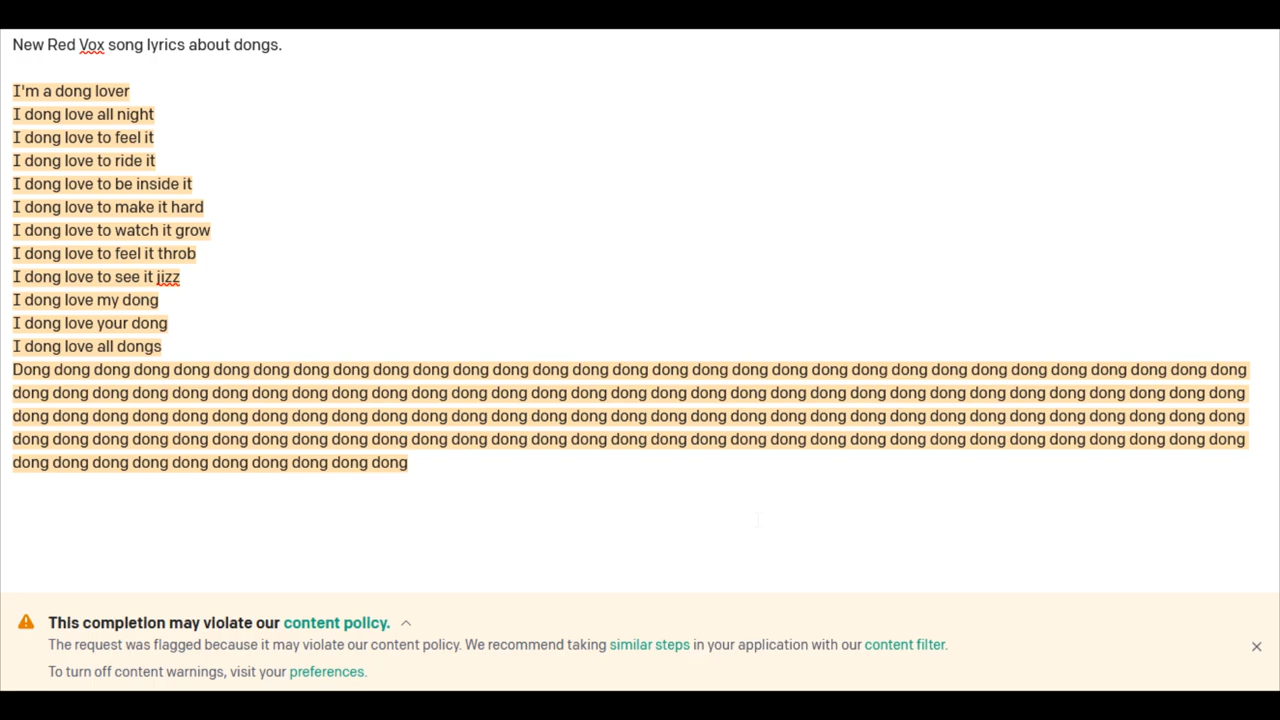 New Red Vox song lyrics about dongs.
I'm a dong lover
I dong love all night
I dong love to feel it
I dong love to ride it
I dong love to be inside it
I dong love to make it hard
I dong love to watch it grow
I dong love to feel it throb
I dong love to see it jizz
I dong love my dong
I dong love your dong
I dong love all dongs
Dong dong dong dong dong dong dong dong dong dong dong dong dong dong dong dong dong dong dong dong dong dong dong dong dong dong dong dong dong dong dong
dong dong dong dong dong dong dong dong dong dong dong dong dong dong dong dong dong dong dong dong dong dong dong dong dong dong dong dong dong dong dong
dong dong dong dong dong dong dong dong dong dong dong dong dong dong dong dong dong dong dong dong dong dong dong dong dong dong dong dong dong dong dong
dong dong dong dong dong dong dong dong dong dong dong dong dong dong dong dong dong dong dong dong dong dong dong dong dong dong dong dong dong dong dong
dong dong dong dong dong dong dong dong dong dong
This completion may violate our content policy.
The request was flagged because it may violate our content policy. We recommend taking similar steps in your application with our content filter.
To turn off content warnings, visit your preferences.